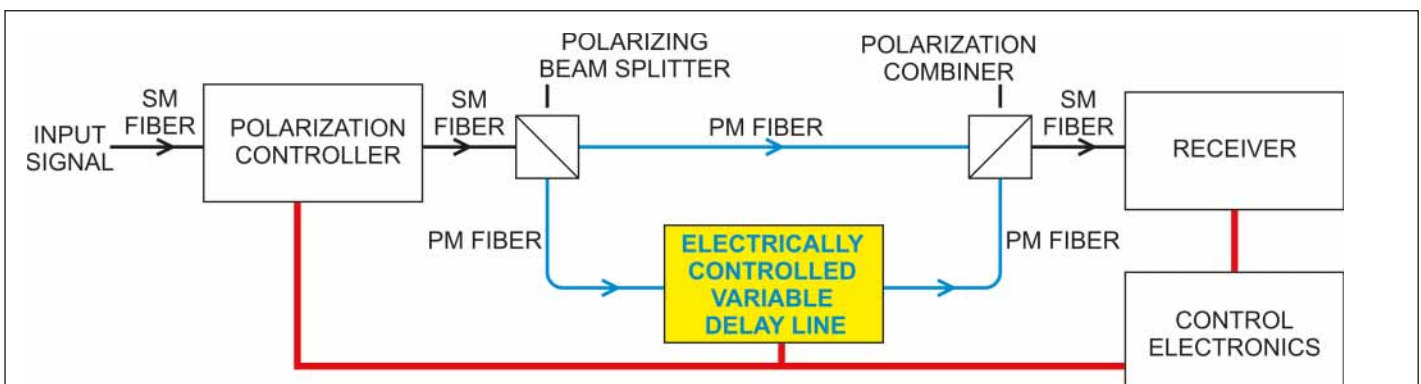 POLARIZING
BEAM SPLITTER
POLARIZATION
COMBINER
SM
FIBER
SM
FIBER
SM
FIBER
INPUT
SIGNAL
POLARIZATION
CONTROLLER
PM FIBER
RECEIVER
PM FIBER
ELECTRICALLY
CONTROLLED
VARIABLE
DELAY LINE
PM FIBER
CONTROL
ELECTRONICS